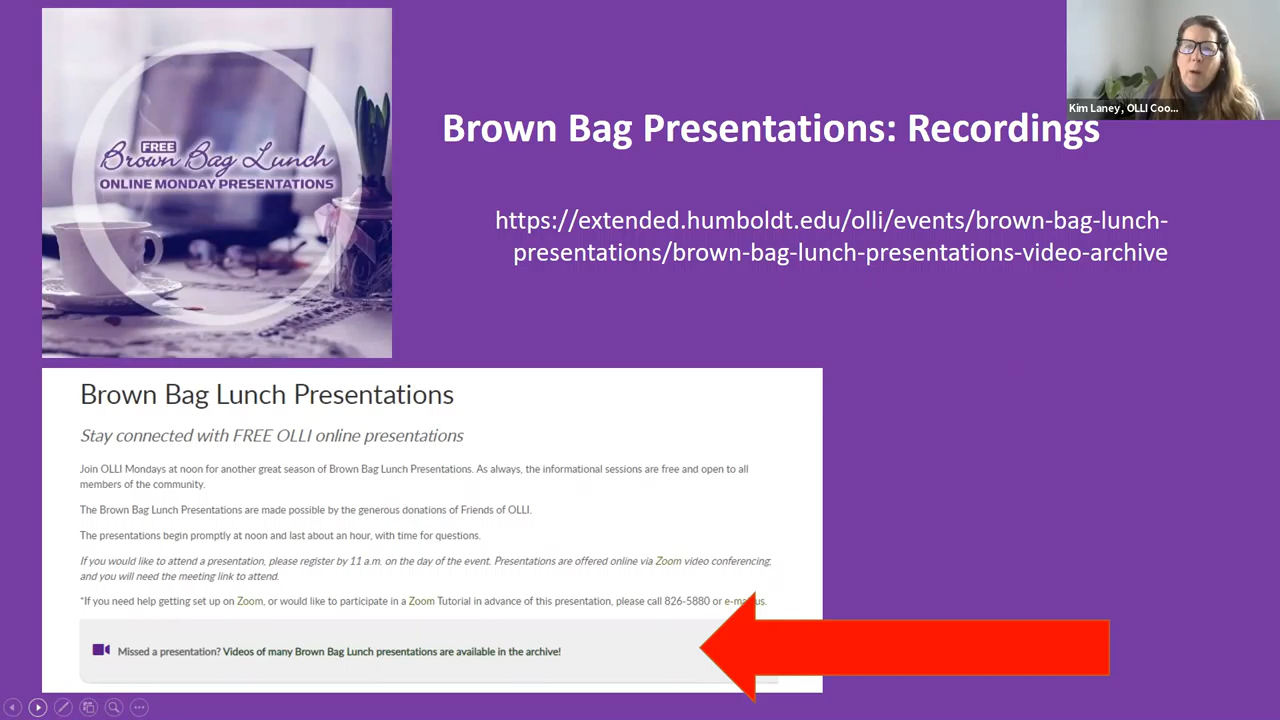 FREE
Brown Bag Lunch
ONLINE MONDAY PRESENTATIONS
Kim Laney, OLLI Coo...
Brown Bag Presentations: Recordings
https://extended.humboldt.edu/olli/events/brown-bag-lunch-
presentations/brown-bag-lunch-presentations-video-archive
Brown Bag Lunch Presentations
Stay connected with FREE OLLI online presentations
Join OLLI Mondays at noon for another great season of Brown Bag Lunch Presentations. As always, the informational sessions are free and open to all
members of the community.
The Brown Bag Lunch Presentations are made possible by the generous donations of Friends of OLLI.
The presentations begin promptly at noon and last about an hour, with time for questions.
If you would like to attend a presentation, please register by 11 a.m. on the day of the event. Presentations are offered online via Zoom video conferencing,
and you will need the meeting link to attend.
*If you need help getting set up on Zoom, or would like to participate in a Zoom Tutorial in advance of this presentation, please call 826-5880 or us.
Missed a presentation? Videos of many Brown Bag Lunch presentations are available in the archive!